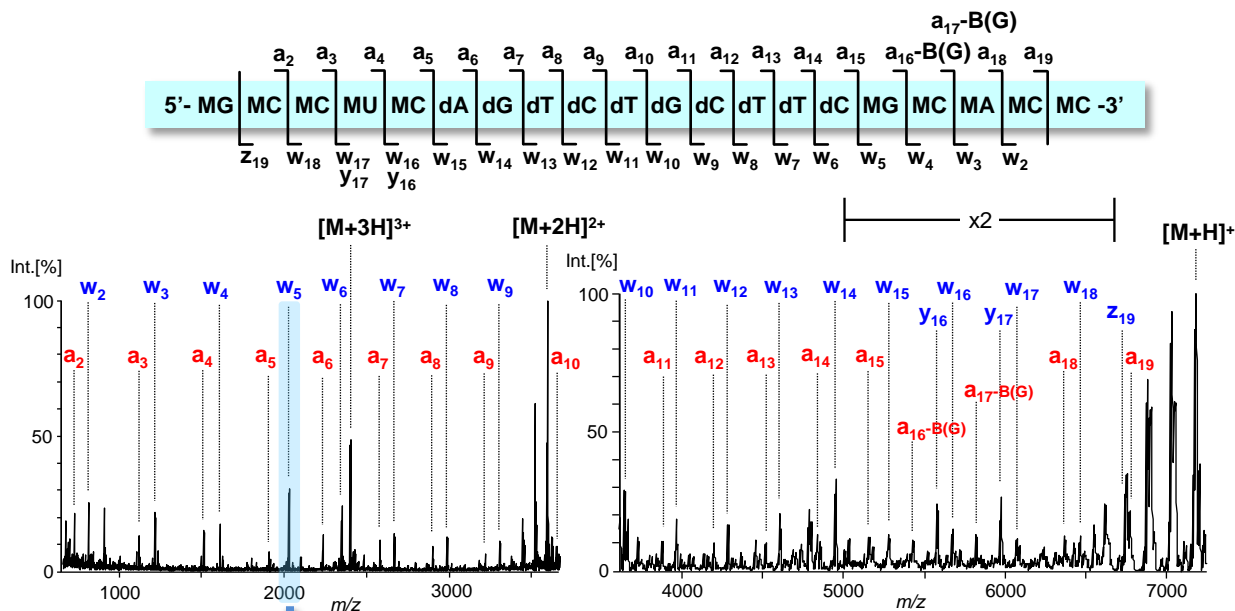 a17-B(G)
a2 a3 a4 a5 a6 a7 a8 a9 a10 a11 a12 a13 a14 a15 a16-B(G) a18 a19
5'- MG MC MC MU MC dA dG dT dC dT dG dC dT dT dC MG MC MA MC MC -3'
z19 w18 w17 w16 w15 w14 w13 w12 w11 w10 w9 w8 w7 w6 w5 w4 w3 w2
y17 y16
x2
[M+3H]3+ [M+2H]2+ [M+H]+
Int.[%]
w2 w3 w4 w5 w6 w7 w8 w9
100
a2 a3 a4 a5 a6 a7 a8 a9 a10
50
0
1000 2000 3000
m/z
Int.[%]
w10 w11 w12 w13 w14 w15 w16 w17 w18
y16 y17 z19
100
a11 a12 a13 a14 a15 a18 a19
a17-B(G)
a16-B(G)
50
0
4000 5000 6000 7000
m/z